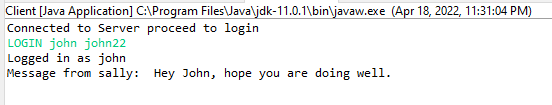 Client [Java Application] C:\Program Files\Java\jdk-11.0.1\bin\javaw.exe (Apr 18, 2022, 11:31:04 PM)
Connected to Server proceed to login
LOGIN john john22
Logged in as john
Message from sally:  Hey John, hope you are doing well.